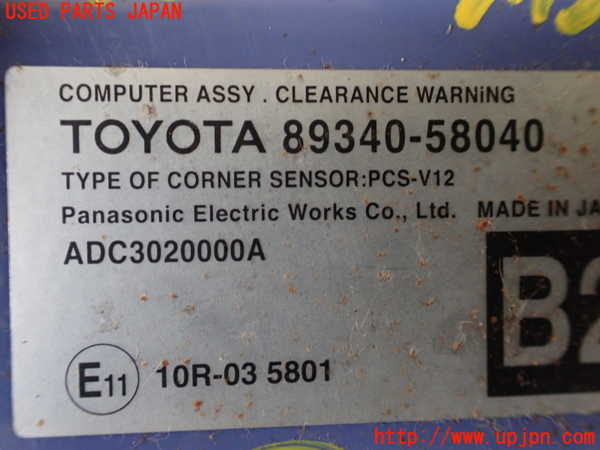 USED PARTS JAPAN
COMPUTER ASSY . CLEARANCE WARNiNG
TOYOTA 89340-58040
TYPE OF CORNER SENSOR:PCS-V12
Panasonic Electric Works Co., Ltd. MADE IN JA
ADC3020000A
B2
E11 10R-03 5801
http://www.upjpn.com/